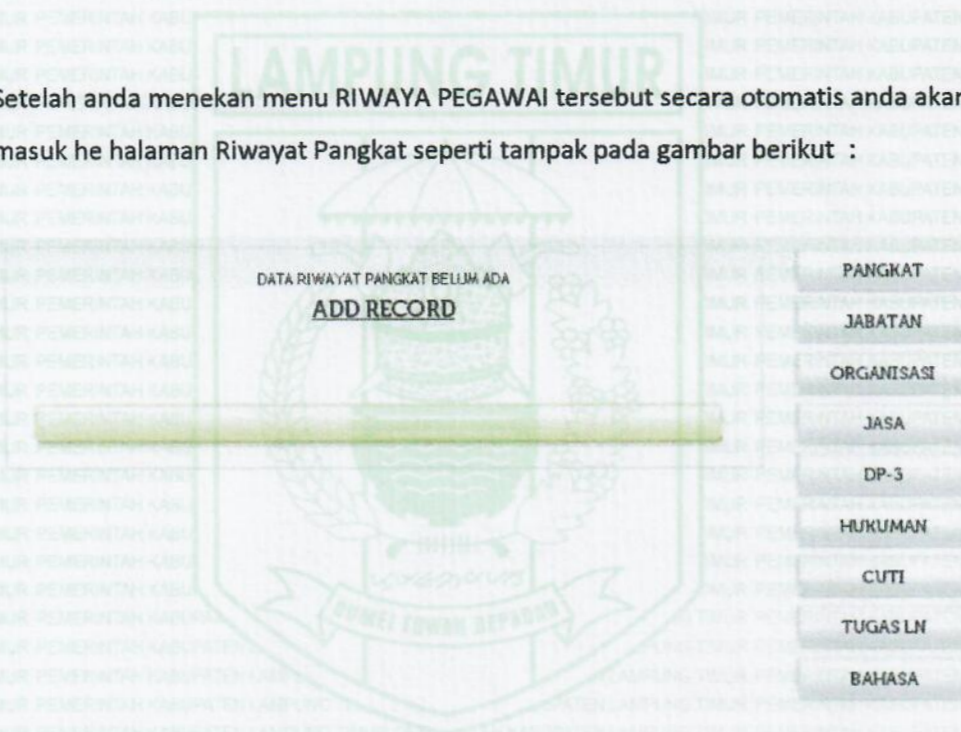 LAMPUNG TIMUR
Setelah anda menekan menu RIWAYA PEGAWAI tersebut secara otomatis anda akan
masuk he halaman Riwayat Pangkat seperti tampak pada gambar berikut :
DATA RIWAYAT PANGKAT BELUM ADA
ADD RECORD
PANGKAT
JABATAN
ORGANISASI
JASA
DP-3
HUKUMAN
CUTI
TUGAS LN
BAHASA